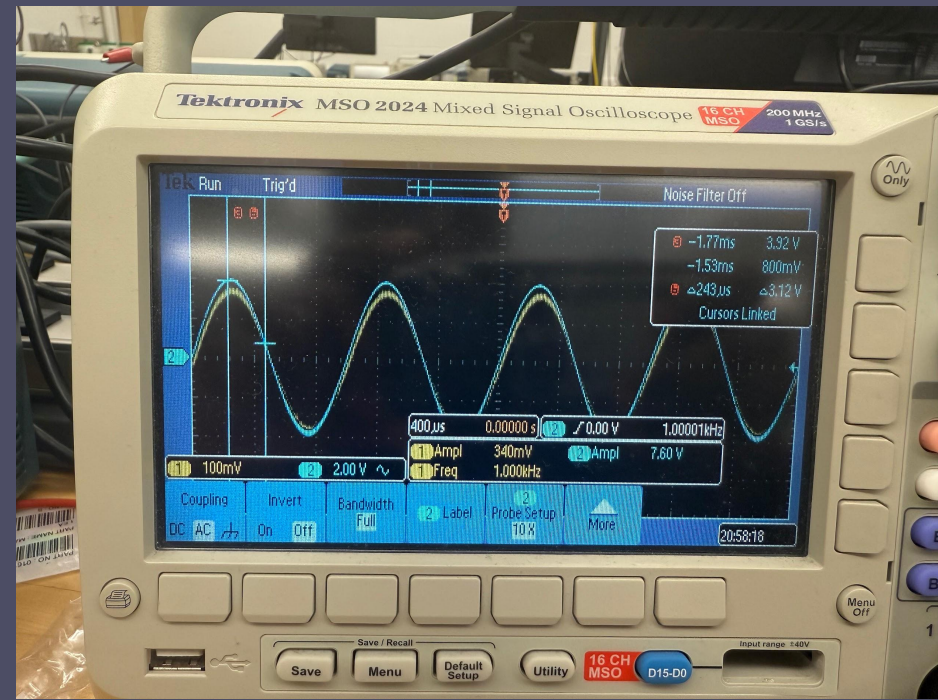 Tektronix MSO 2024 Mixed Signal Oscilloscope 16 CH MSO 200 MHz 1 GS/s
Tek Run Trig'd Noise Filter Off
Only
a b
a -1.77ms 3.92 V
-1.53ms 800mV
b △243µs △3.12 V
Cursors Linked
2
400µs 0.00000 s 2 0.00 V 1.00001kHz
1 Ampl 340mV 2 Ampl 7.60 V
1 Freq 1.000kHz
1 100mV 2 2.00 V
Coupling Invert Bandwidth 2 Label 2 Probe Setup More
DC AC On Off Full 10 X
20:58:18
Menu Off
B
1
Save / Recall
Save Menu Default Setup Utility 16 CH MSO D15-D0
Input range ±40V